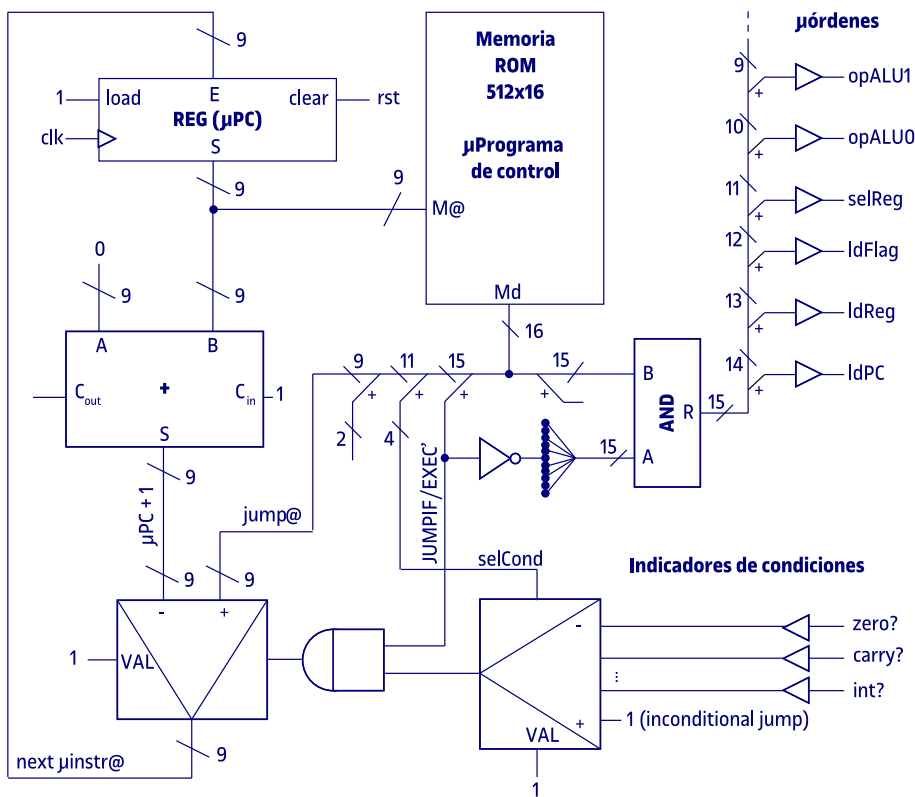 µórdenes
9
Memoria
ROM
512x16
µPrograma
de control
M@
Md
9
opALU1
1
load
E
clear
rst
REG (µPC)
clk
S
10
opALU0
9
9
11
selReg
12
ldFlag
0
9
9
16
13
ldReg
14
ldPC
A
B
C_out
+
C_in
1
S
9
11
15
15
+
+
+
+
2
4
B
AND
R
15
15
A
+
+
+
+
+
+
9
µPC + 1
jump@
JUMPIF/EXEC'
selCond
Indicadores de condiciones
9
9
-
+
1
VAL
-
zero?
carry?
...
int?
+
1 (inconditional jump)
VAL
1
9
next µinstr@